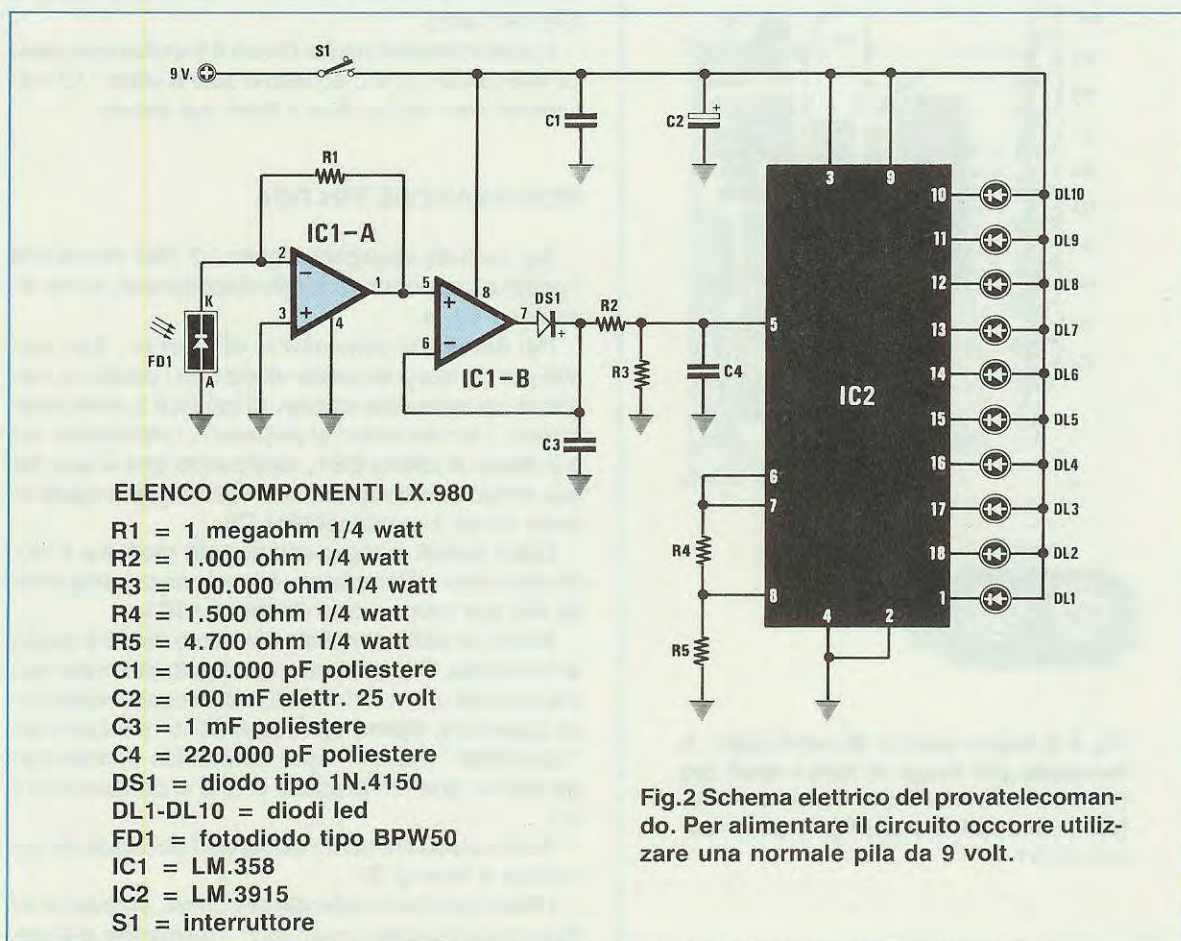 9 V.
S1
C1
C2
R1
IC1-A
2
3
4
K
A
FD1
5
6
7
8
IC1-B
DS1
+
R2
R3
C3
C4
+
3
9
5
6
7
8
4
2
IC2
R4
R5
10
DL10
11
DL9
12
DL8
13
DL7
14
DL6
15
DL5
16
DL4
17
DL3
18
DL2
1
DL1
ELENCO COMPONENTI LX.980
R1 = 1 megaohm 1/4 watt
R2 = 1.000 ohm 1/4 watt
R3 = 100.000 ohm 1/4 watt
R4 = 1.500 ohm 1/4 watt
R5 = 4.700 ohm 1/4 watt
C1 = 100.000 pF poliestere
C2 = 100 mF elettr. 25 volt
C3 = 1 mF poliestere
C4 = 220.000 pF poliestere
DS1 = diodo tipo 1N.4150
DL1-DL10 = diodi led
FD1 = fotodiodo tipo BPW50
IC1 = LM.358
IC2 = LM.3915
S1 = interruttore
Fig.2 Schema elettrico del provatelecoman-
do. Per alimentare il circuito occorre utiliz-
zare una normale pila da 9 volt.